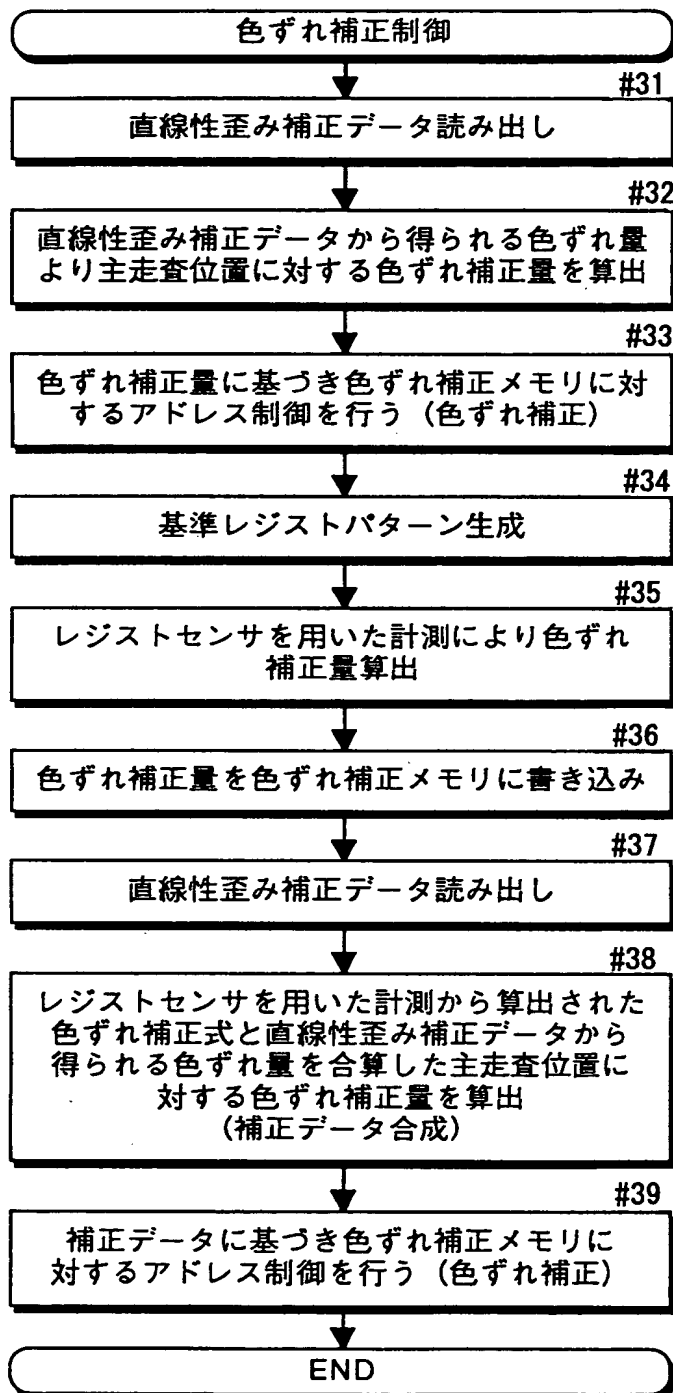 色ずれ補正制御
#31
直線性歪み補正データ読み出し
#32
直線性歪み補正データから得られる色ずれ量
より主走査位置に対する色ずれ補正量を算出
#33
色ずれ補正量に基づき色ずれ補正メモリに対
するアドレス制御を行う（色ずれ補正）
#34
基準レジストパターン生成
#35
レジストセンサを用いた計測により色ずれ
補正量算出
#36
色ずれ補正量を色ずれ補正メモリに書き込み
#37
直線性歪み補正データ読み出し
#38
レジストセンサを用いた計測から算出された
色ずれ補正式と直線性歪み補正データから
得られる色ずれ量を合算した主走査位置に
対する色ずれ補正量を算出
(補正データ合成)
#39
補正データに基づき色ずれ補正メモリに
対するアドレス制御を行う（色ずれ補正）
END